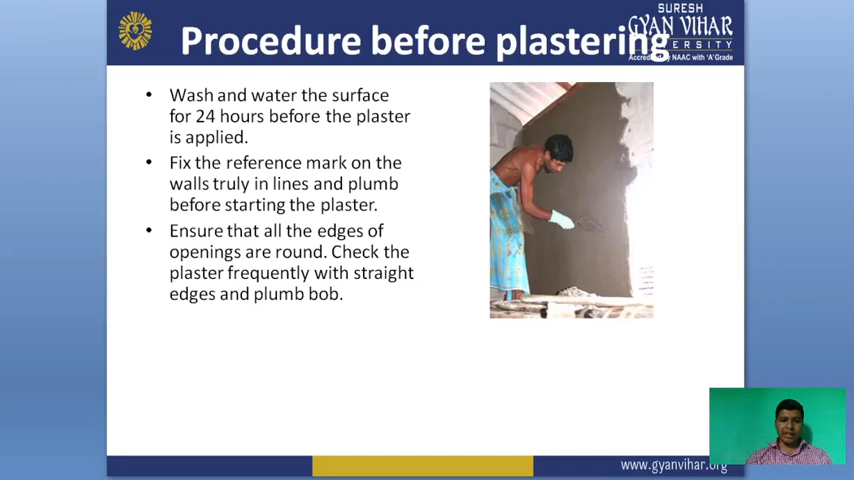 SURESH
GYAN VIHAR
UNIVERSITY
Accredited by NAAC with 'A' Grade
Procedure before plastering
• Wash and water the surface
for 24 hours before the plaster
is applied.
• Fix the reference mark on the
walls truly in lines and plumb
before starting the plaster.
• Ensure that all the edges of
openings are round. Check the
plaster frequently with straight
edges and plumb bob.
www.gyanvihar.org